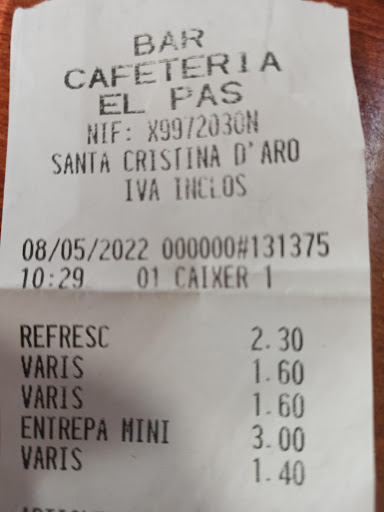 BAR
CAFETERIA
EL PAS
NIF: X9972030N
SANTA CRISTINA D'ARO
IVA INCLOS
08/05/2022 000000#131375
10:29 01 CAIXER 1
REFRESC 2.30
VARIS 1.60
VARIS 1.60
ENTREPA MINI 3.00
VARIS 1.40